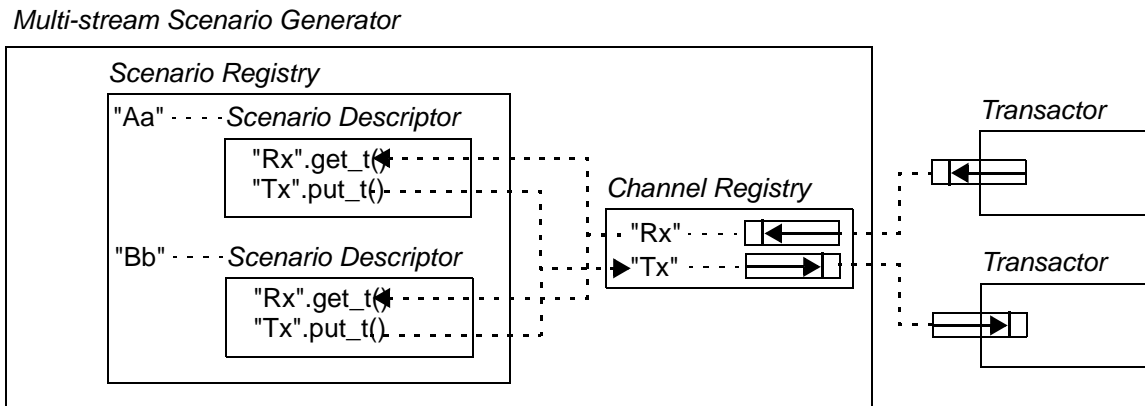 Multi-stream Scenario Generator
Scenario Registry
"Aa" Scenario Descriptor
"Rx".get_t()
"Tx".put_t()
"Bb" Scenario Descriptor
"Rx".get_t()
"Tx".put_t()
Channel Registry
"Rx"
"Tx"
Transactor
Transactor